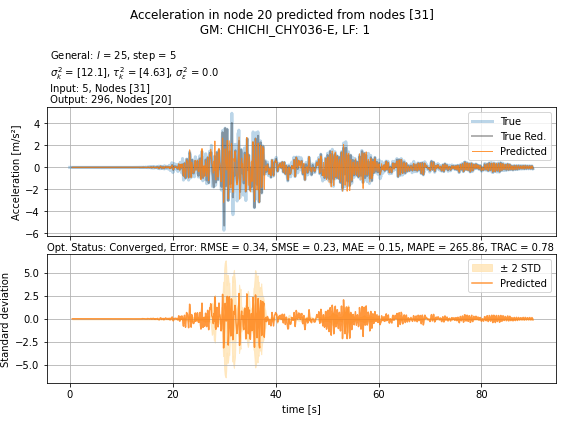 Acceleration in node 20 predicted from nodes [31]
GM: CHICHI_CHY036-E, LF: 1
General: l = 25, step = 5
σ²ₖ = [12.1], τ²ₖ = [4.63], σ²ε = 0.0
Input: 5, Nodes [31]
Output: 296, Nodes [20]
Acceleration [m/s²]
4
2
0
−2
−4
−6
True
True Red.
Predicted
Opt. Status: Converged, Error: RMSE = 0.34, SMSE = 0.23, MAE = 0.15, MAPE = 265.86, TRAC = 0.78
Standard deviation
5.0
2.5
0.0
−2.5
−5.0
± 2 STD
Predicted
0 20 40 60 80
time [s]